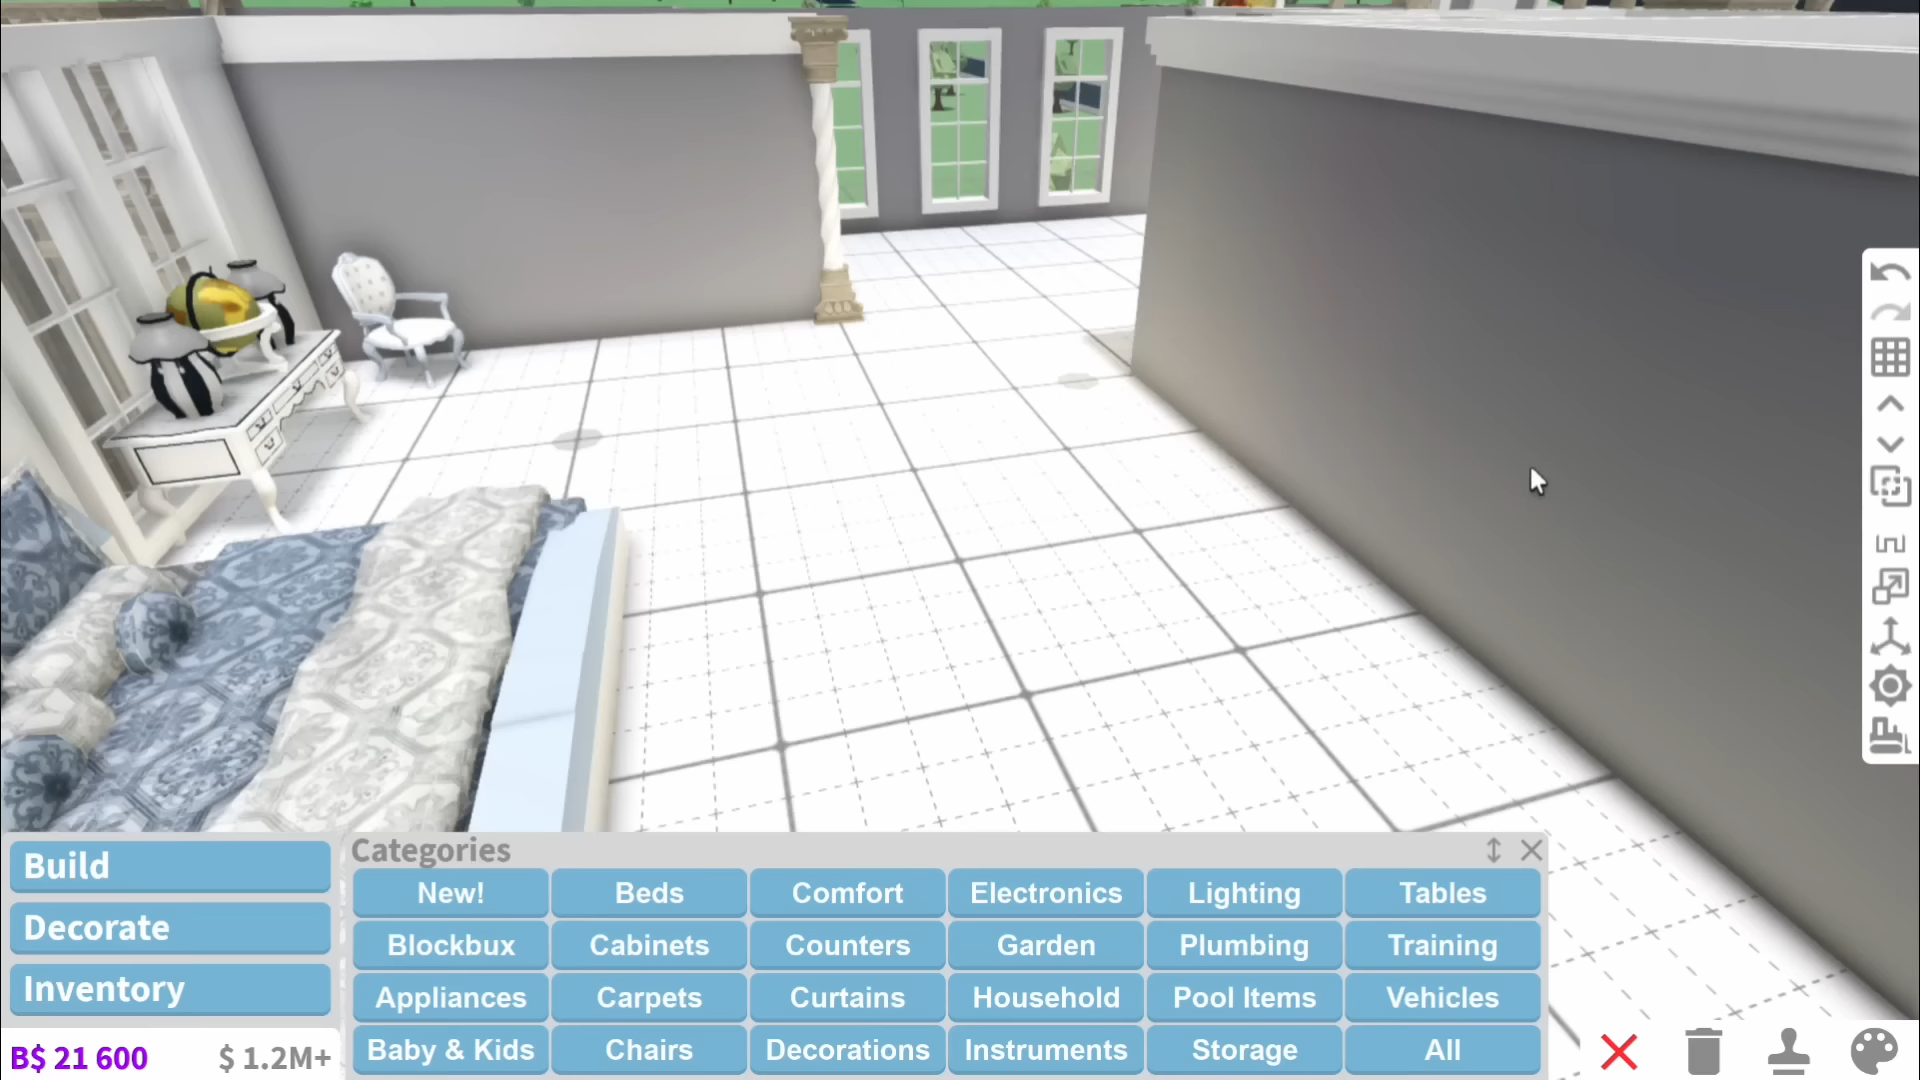 Build
Decorate
Inventory
B$ 21 600 $ 1.2M+
Categories
New! Beds Comfort Electronics Lighting Tables
Blockbux Cabinets Counters Garden Plumbing Training
Appliances Carpets Curtains Household Pool Items Vehicles
Baby & Kids Chairs Decorations Instruments Storage All